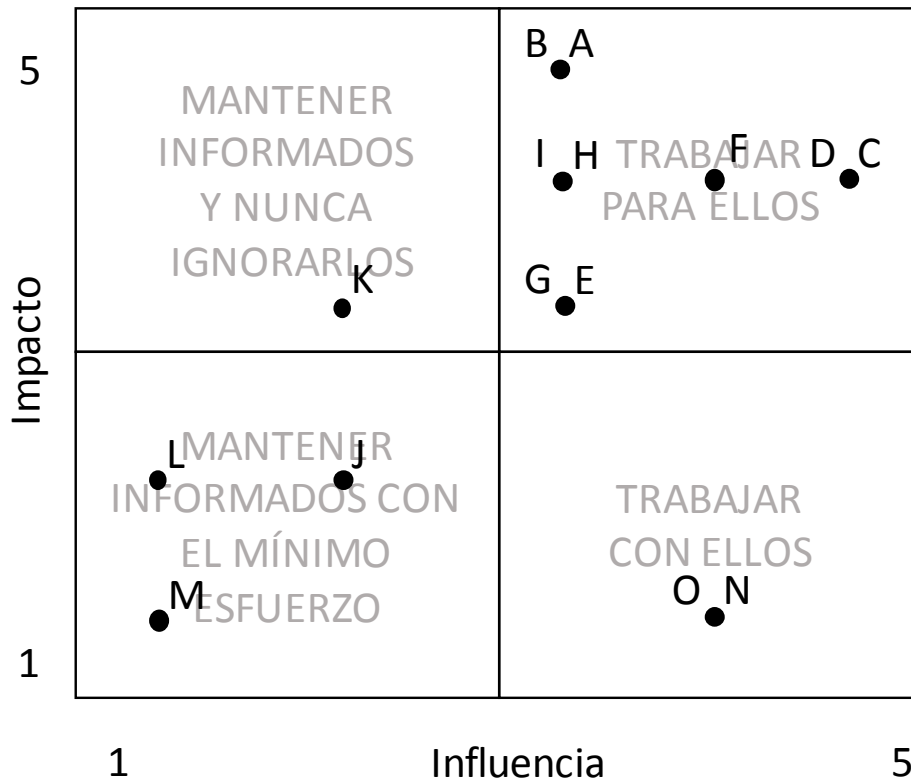 B A
5
MANTENER
INFORMADOS
Y NUNCA
IGNORARLOS
I H
F
D C
TRABAJAR
PARA ELLOS
K
G E
Impacto
L
J
MANTENER
INFORMADOS CON
EL MÍNIMO
ESFUERZO
M
TRABAJAR
CON ELLOS
O N
1
1
Influencia
5